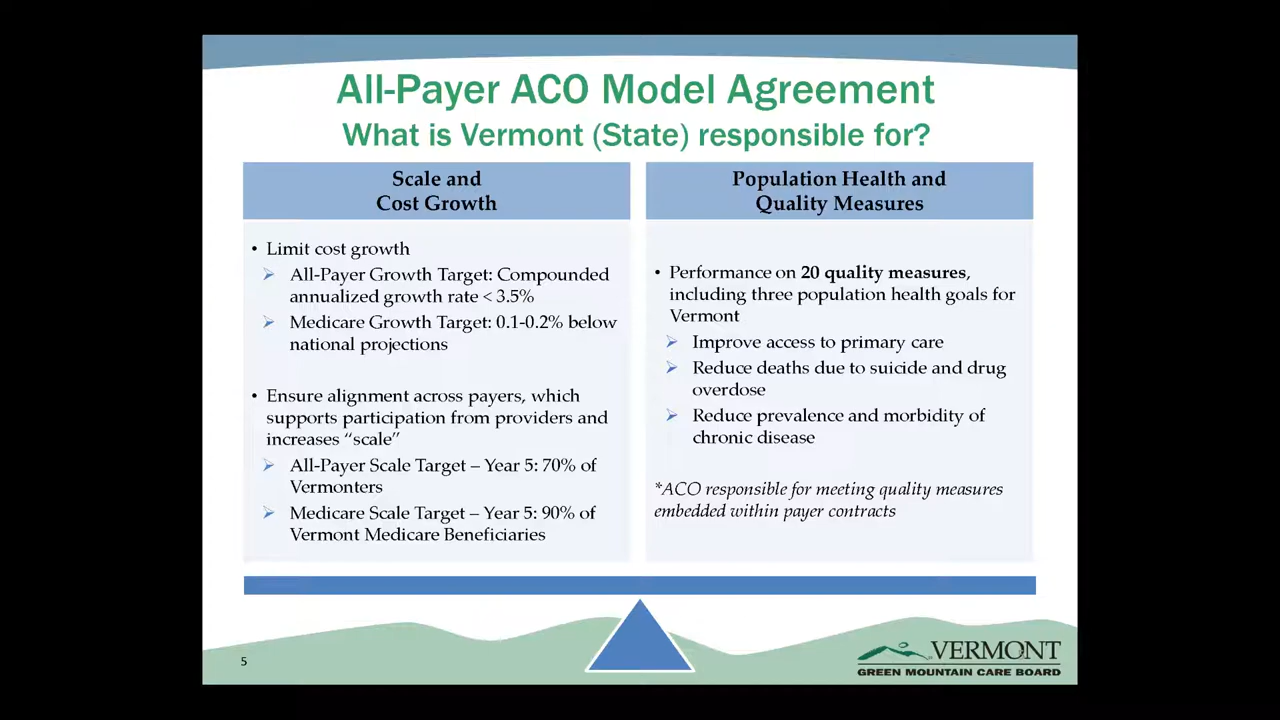 All-Payer ACO Model Agreement
What is Vermont (State) responsible for?
Scale and
Cost Growth
• Limit cost growth
➢ All-Payer Growth Target: Compounded
annualized growth rate < 3.5%
➢ Medicare Growth Target: 0.1-0.2% below
national projections
• Ensure alignment across payers, which
supports participation from providers and
increases “scale”
➢ All-Payer Scale Target – Year 5: 70% of
Vermonters
➢ Medicare Scale Target – Year 5: 90% of
Vermont Medicare Beneficiaries
Population Health and
Quality Measures
• Performance on 20 quality measures,
including three population health goals for
Vermont
➢ Improve access to primary care
➢ Reduce deaths due to suicide and drug
overdose
➢ Reduce prevalence and morbidity of
chronic disease
*ACO responsible for meeting quality measures
embedded within payer contracts
5
VERMONT
GREEN MOUNTAIN CARE BOARD